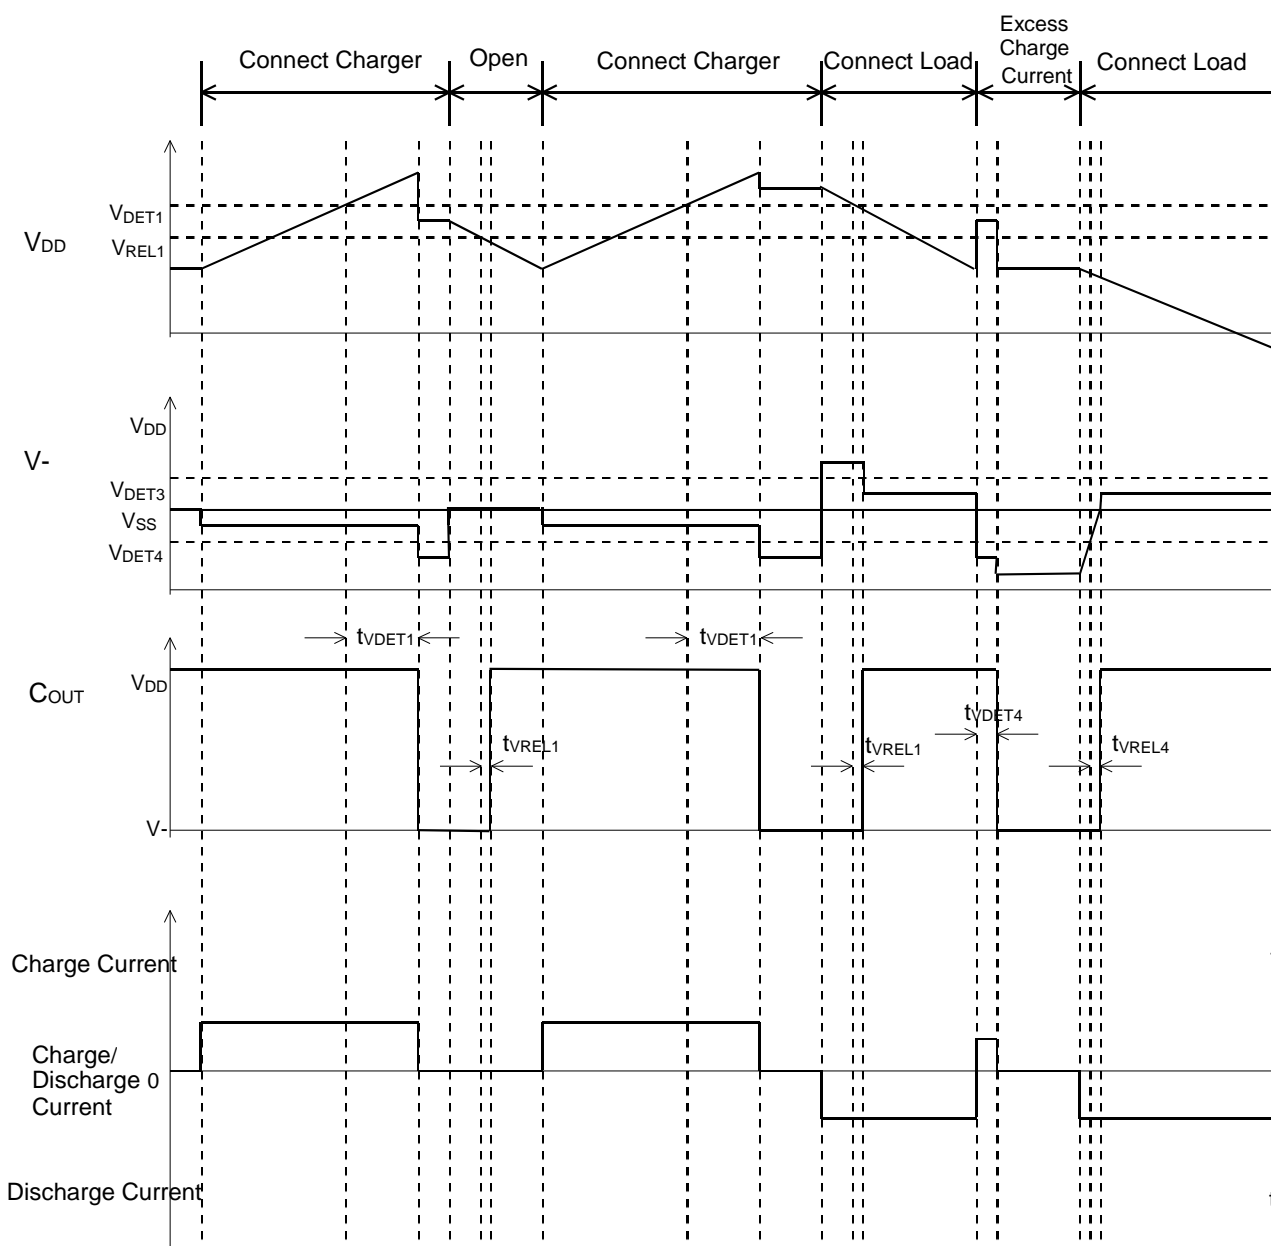 Connect Charger
Open
Connect Charger
Connect Load
Excess
Charge
Current
Connect Load
VDD
VDET1
VREL1
V-
VDD
VDET3
VSS
VDET4
COUT
VDD
V-
tVDET1
tVREL1
tVDET1
tVREL1
tVDET4
tVREL4
Charge Current
Charge/
Discharge 0
Current
Discharge Current
t